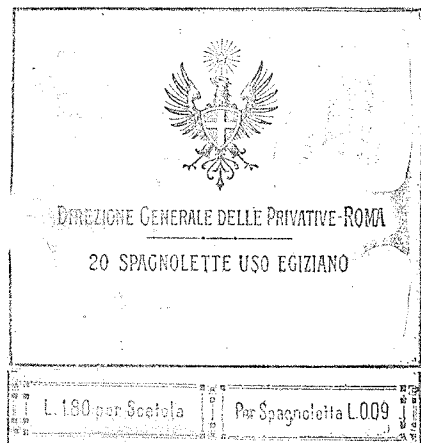 DIREZIONE GENERALE DELLE PRIVATIVE-ROMA
20 SPAGNOLETTE USO EGIZIANO
L. 1.80 per Scatola
Per Spagnoletta L.0.09